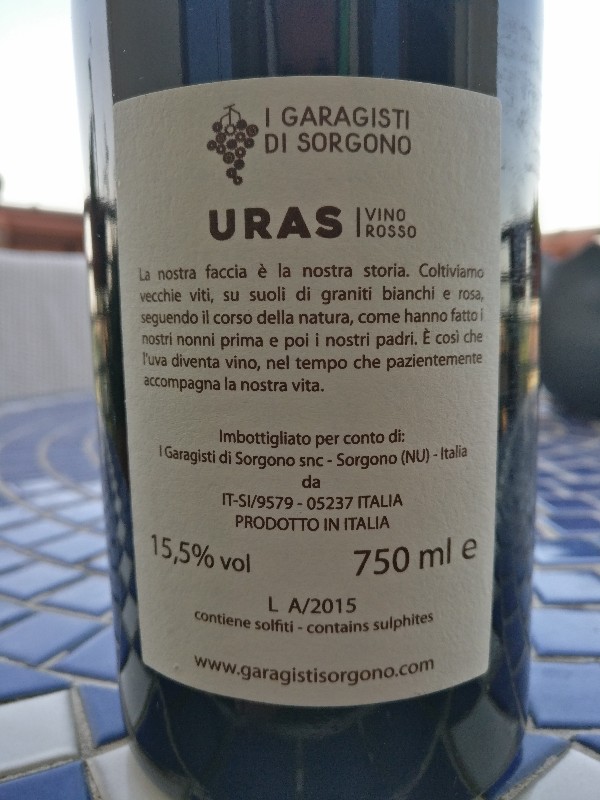 I GARAGISTI
DI SORGONO
URAS | VINO
ROSSO
La nostra faccia è la nostra storia. Coltiviamo
vecchie viti, su suoli di graniti bianchi e rosa,
seguendo il corso della natura, come hanno fatto i
nostri nonni prima e poi i nostri padri. È così che
l'uva diventa vino, nel tempo che pazientemente
accompagna la nostra vita.
Imbottigliato per conto di:
I Garagisti di Sorgono snc - Sorgono (NU) - Italia
da
IT-SI/9579 - 05237 ITALIA
PRODOTTO IN ITALIA
15,5% vol 750 ml e
L A/2015
contiene solfiti - contains sulphites
www.garagistisorgono.com